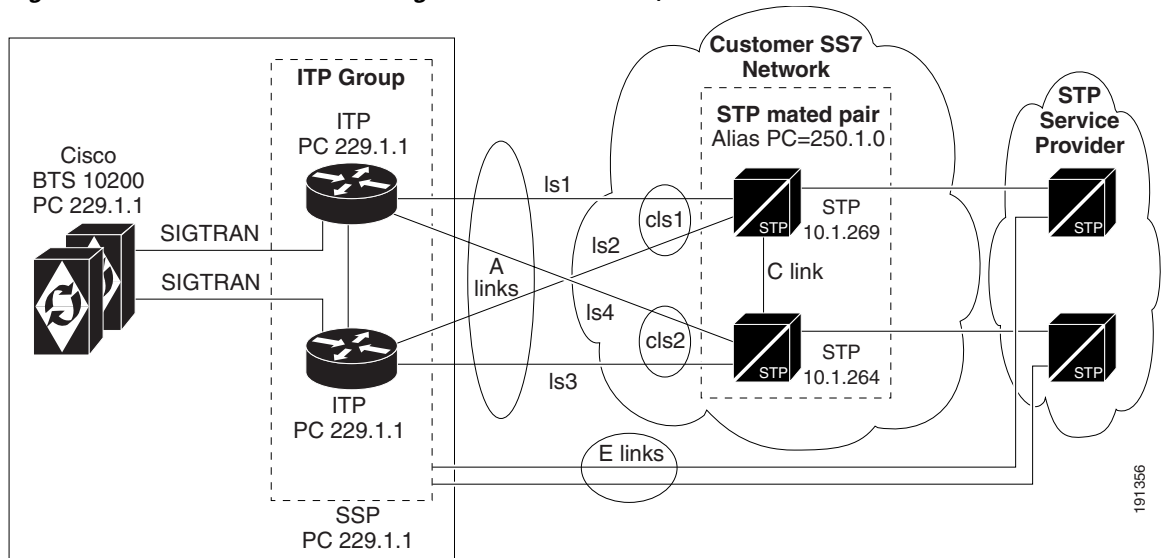 ITP Group
ITP
PC 229.1.1
Cisco
BTS 10200
PC 229.1.1
SIGTRAN
SIGTRAN
ITP
PC 229.1.1
SSP
PC 229.1.1
A
links
ls1
ls2
ls4
ls3
cls1
cls2
E links
Customer SS7
Network
STP mated pair
Alias PC=250.1.0
STP
STP
10.1.269
C link
STP
STP
10.1.264
STP
Service
Provider
STP
STP
191356